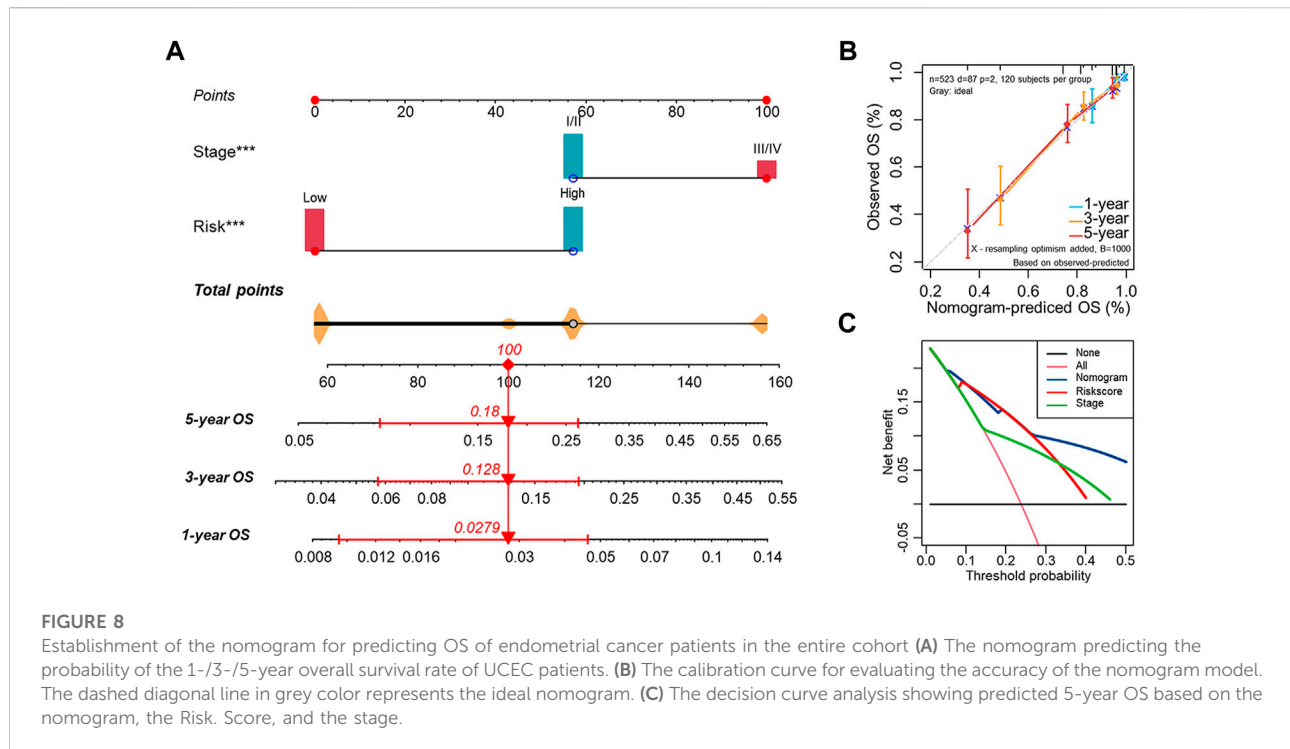 A
Points
0 20 40 60 80 100
I/II
Stage***
III/IV
Low
High
Risk***
Total points
100
60 80 100 120 140 160
0.18
5-year OS
0.05 0.15 0.25 0.35 0.45 0.55 0.65
0.128
3-year OS
0.04 0.06 0.08 0.15 0.25 0.35 0.45 0.55
0.0279
1-year OS
0.008 0.012 0.016 0.03 0.05 0.07 0.1 0.14
B
n=523 d=87 p=2, 120 subjects per group
Gray: ideal
Observed OS (%)
0.2 0.4 0.6 0.8 1.0
1-year
3-year
5-year
X - resampling optimism added, B=1000
Based on observed-predicted
0.2 0.4 0.6 0.8 1.0
Nomogram-prediced OS (%)
C
None
All
Nomogram
Riskscore
Stage
Net benefit
-0.05 0.05 0.15
0.0 0.1 0.2 0.3 0.4 0.5
Threshold probability
FIGURE 8
Establishment of the nomogram for predicting OS of endometrial cancer patients in the entire cohort (A) The nomogram predicting the
probability of the 1-/3-/5-year overall survival rate of UCEC patients. (B) The calibration curve for evaluating the accuracy of the nomogram model.
The dashed diagonal line in grey color represents the ideal nomogram. (C) The decision curve analysis showing predicted 5-year OS based on the
nomogram, the Risk. Score, and the stage.